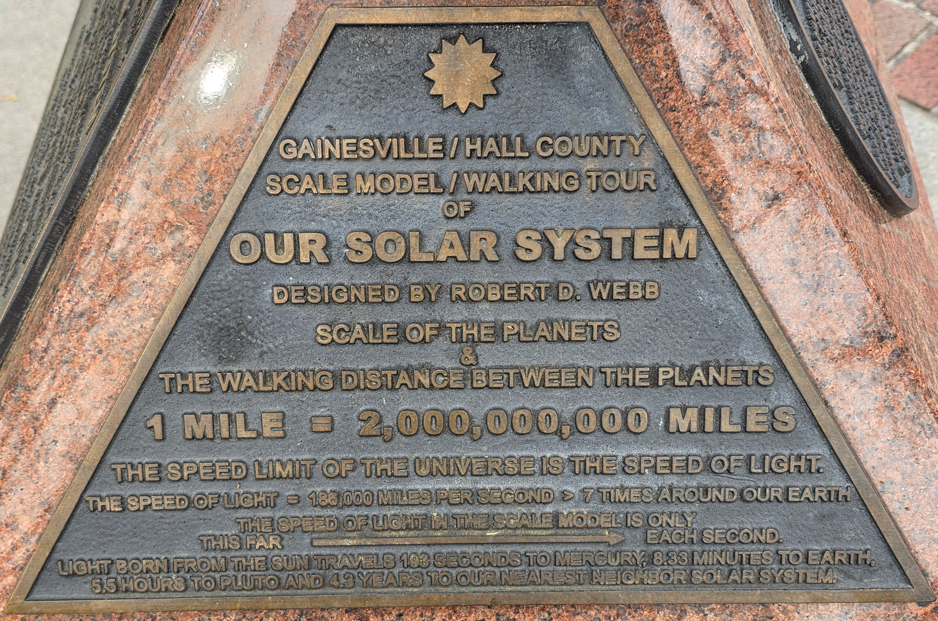 GAINESVILLE / HALL COUNTY
SCALE MODEL / WALKING TOUR
OF
OUR SOLAR SYSTEM
DESIGNED BY ROBERT D. WEBB
SCALE OF THE PLANETS
&
THE WALKING DISTANCE BETWEEN THE PLANETS
1 MILE = 2,000,000,000 MILES
THE SPEED LIMIT OF THE UNIVERSE IS THE SPEED OF LIGHT.
THE SPEED OF LIGHT = 186,000 MILES PER SECOND > 7 TIMES AROUND OUR EARTH
THE SPEED OF LIGHT IN THE SCALE MODEL IS ONLY
THIS FAR EACH SECOND.
LIGHT BORN FROM THE SUN TRAVELS 193 SECONDS TO MERCURY, 8.33 MINUTES TO EARTH,
5.5 HOURS TO PLUTO AND 4.3 YEARS TO OUR NEAREST NEIGHBOR SOLAR SYSTEM.